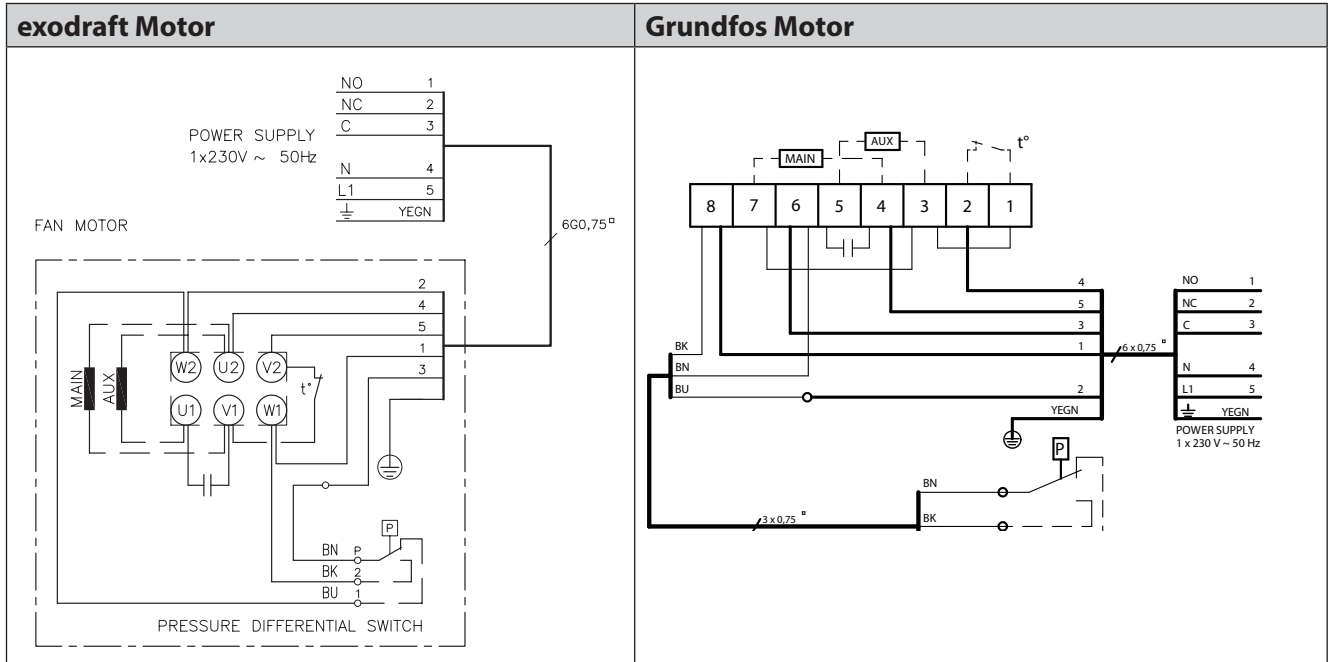 exodraft Motor
NO 1
NC 2
C 3
POWER SUPPLY
1x230V ~ 50Hz
N 4
L1 5
YEGN
6G0,75
FAN MOTOR
2
4
5
1
3
MAIN
AUX
W2 U2 V2
t°
U1 V1 W1
P
BN P
BK 2
BU 1
PRESSURE DIFFERENTIAL SWITCH
Grundfos Motor
AUX
MAIN
t°
8 7 6 5 4 3 2 1
4
5
3
1
2
YEGN
BK
BN
BU
6 x 0,75
NO 1
NC 2
C 3
N 4
L1 5
YEGN
POWER SUPPLY
1 x 230 V ~ 50 Hz
P
BN
BK
3 x 0,75